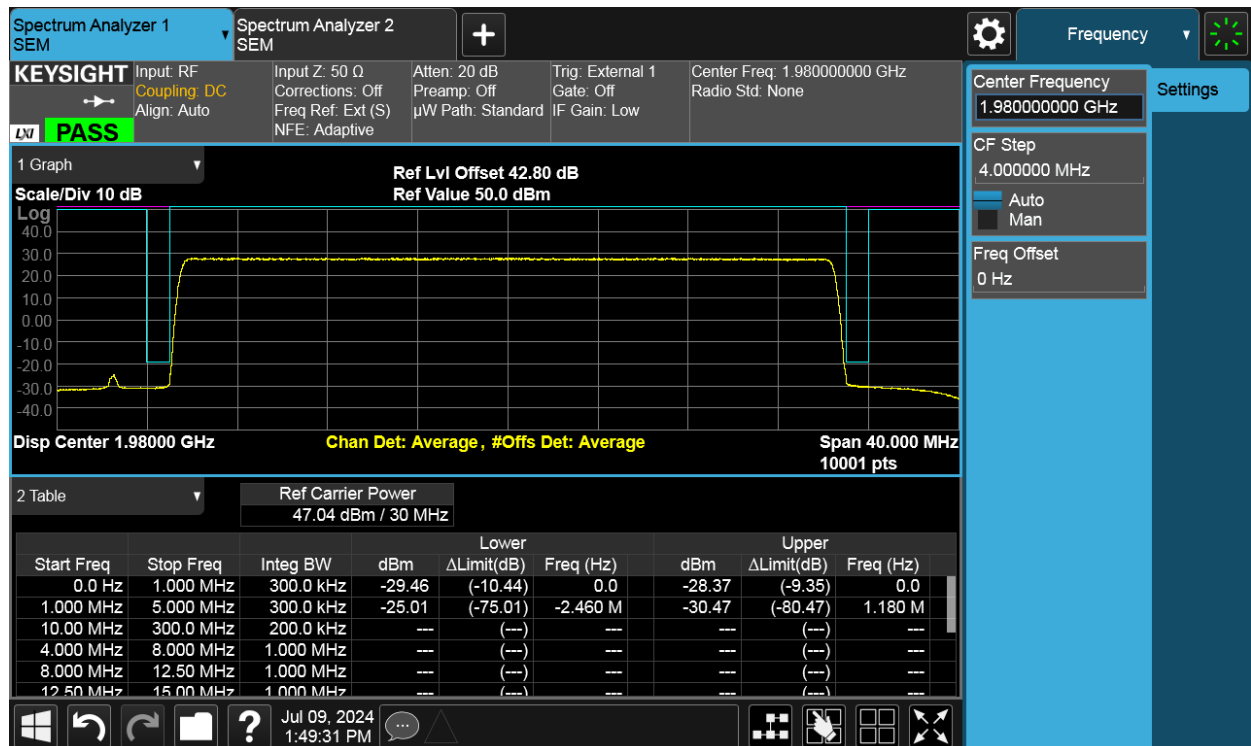 Spectrum Analyzer 1
SEM
Spectrum Analyzer 2
SEM
Frequency
KEYSIGHT
LXI
PASS
Input: RF
Coupling: DC
Align: Auto
Input Z: 50 Ω
Corrections: Off
Freq Ref: Ext (S)
NFE: Adaptive
Atten: 20 dB
Preamp: Off
µW Path: Standard
Trig: External 1
Gate: Off
IF Gain: Low
Center Freq: 1.980000000 GHz
Radio Std: None
Center Frequency
1.980000000 GHz
Settings
CF Step
4.000000 MHz
Auto
Man
Freq Offset
0 Hz
1 Graph
Scale/Div 10 dB
Ref Lvl Offset 42.80 dB
Ref Value 50.0 dBm
Log
40.0
30.0
20.0
10.0
0.00
-10.0
-20.0
-30.0
-40.0
Disp Center 1.98000 GHz
Chan Det: Average, #Offs Det: Average
Span 40.000 MHz
10001 pts
2 Table
Ref Carrier Power
47.04 dBm / 30 MHz
Lower Upper
Start Freq Stop Freq Integ BW dBm ΔLimit(dB) Freq (Hz) dBm ΔLimit(dB) Freq (Hz)
0.0 Hz 1.000 MHz 300.0 kHz -29.46 (-10.44) 0.0 -28.37 (-9.35) 0.0
1.000 MHz 5.000 MHz 300.0 kHz -25.01 (-75.01) -2.460 M -30.47 (-80.47) 1.180 M
10.00 MHz 300.0 MHz 200.0 kHz --- (---) --- --- (---) ---
4.000 MHz 8.000 MHz 1.000 MHz --- (---) --- --- (---) ---
8.000 MHz 12.50 MHz 1.000 MHz --- (---) --- --- (---) ---
12.50 MHz 15.00 MHz 1.000 MHz --- (---) --- --- (---) ---
Jul 09, 2024
1:49:31 PM